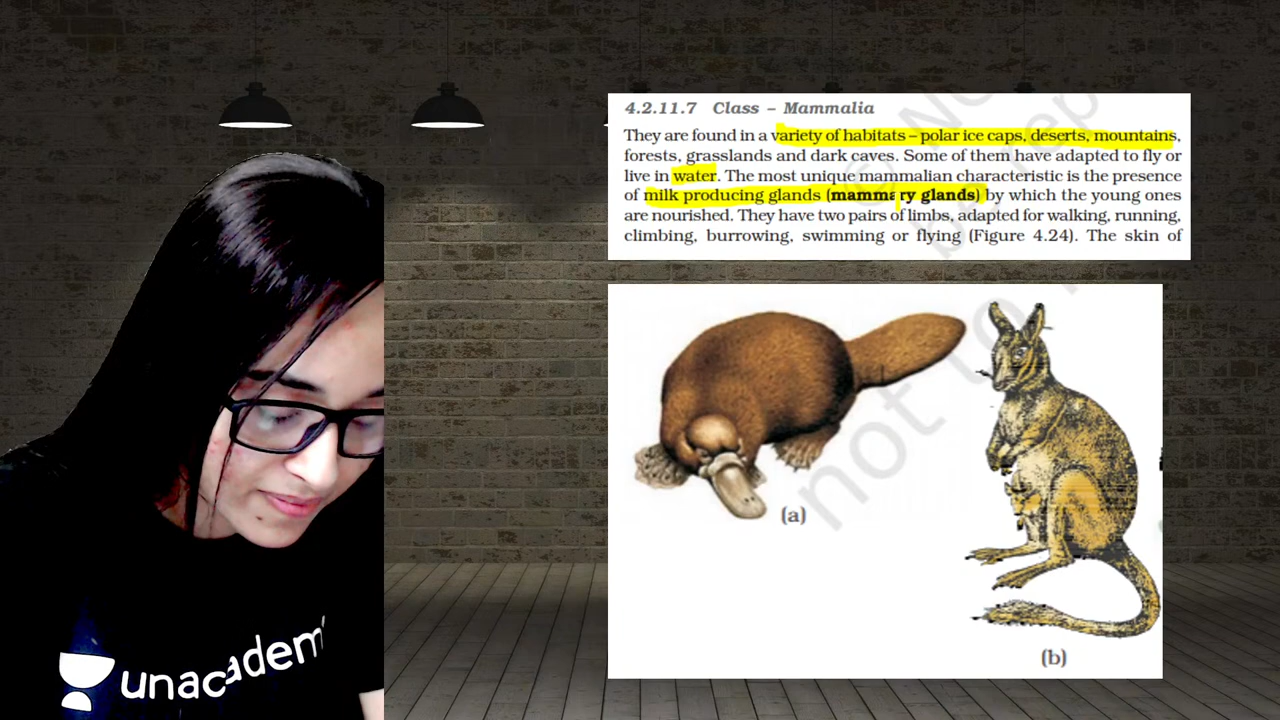 4.2.11.7 Class – Mammalia
They are found in a variety of habitats – polar ice caps, deserts, mountains,
forests, grasslands and dark caves. Some of them have adapted to fly or
live in water. The most unique mammalian characteristic is the presence
of milk producing glands (mammary glands) by which the young ones
are nourished. They have two pairs of limbs, adapted for walking, running,
climbing, burrowing, swimming or flying (Figure 4.24). The skin of
not to
(a)
(b)
unacadem